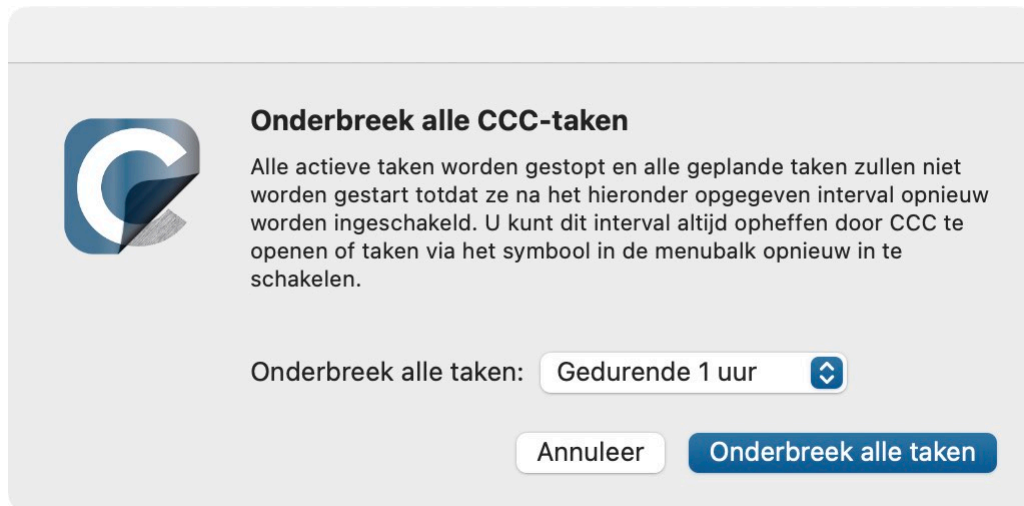 Onderbreek alle CCC-taken
Alle actieve taken worden gestopt en alle geplande taken zullen niet
worden gestart totdat ze na het hieronder opgegeven interval opnieuw
worden ingeschakeld. U kunt dit interval altijd opheffen door CCC te
openen of taken via het symbool in de menubalk opnieuw in te
schakelen.
Onderbreek alle taken: Gedurende 1 uur
Annuleer Onderbreek alle taken